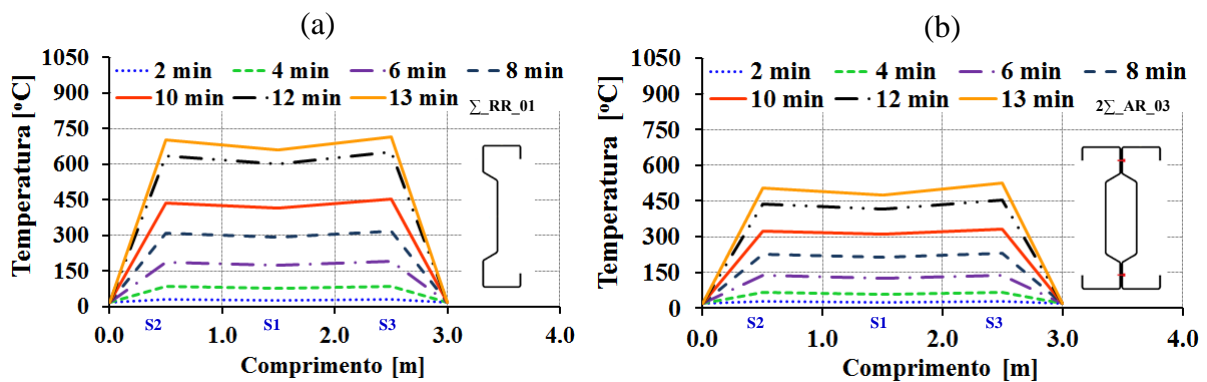 (a)
1050
900
750
600
450
300
150
0
Temperatura [ºC]
2 min 4 min 6 min 8 min
10 min 12 min 13 min
∑_RR_01
0.0 1.0 2.0 3.0 4.0
S2 S1 S3
Comprimento [m]
(b)
1050
900
750
600
450
300
150
0
Temperatura [ºC]
2 min 4 min 6 min 8 min
10 min 12 min 13 min
2∑_AR_03
0.0 1.0 2.0 3.0 4.0
S2 S1 S3
Comprimento [m]